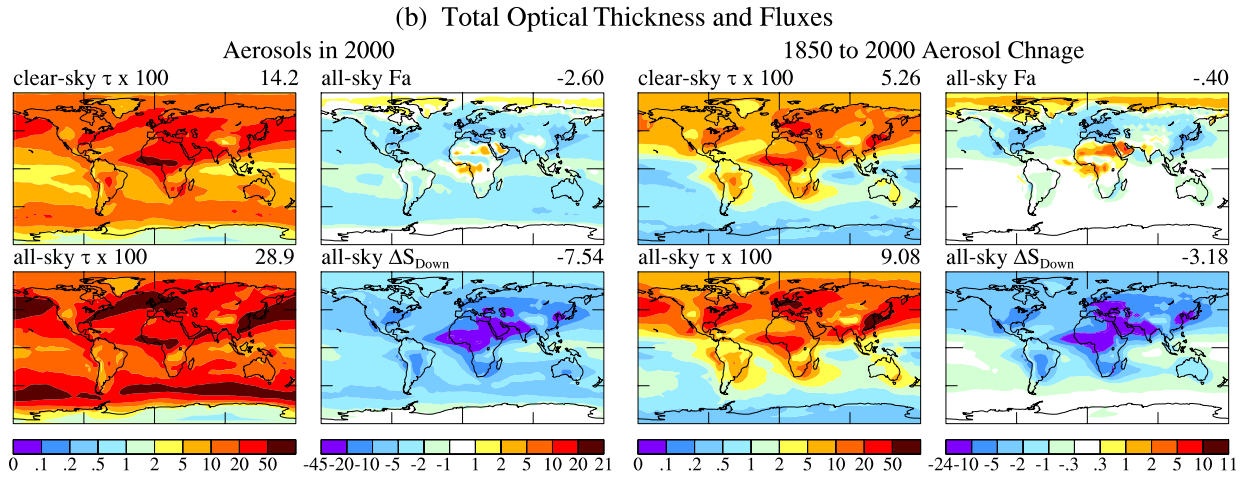 (b) Total Optical Thickness and Fluxes
Aerosols in 2000 1850 to 2000 Aerosol Chnage
clear-sky τ x 100 14.2 all-sky Fa -2.60 clear-sky τ x 100 5.26 all-sky Fa -.40
all-sky τ x 100 28.9 all-sky ΔSDown -7.54 all-sky τ x 100 9.08 all-sky ΔSDown -3.18
0 .1 .2 .5 1 2 5 10 20 50 -45-20-10 -5 -2 -1 1 2 5 10 20 21 0 .1 .2 .5 1 2 5 10 20 50 -24-10 -5 -2 -1 -.3 .3 1 2 5 10 11